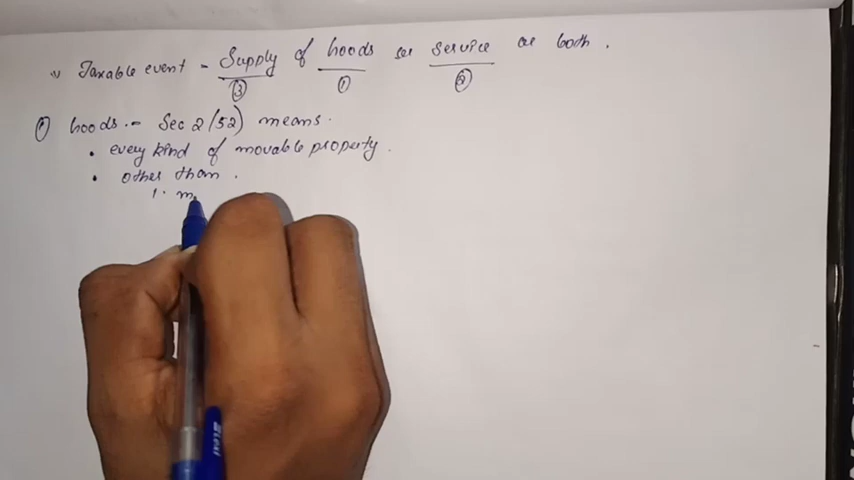 Taxable event - Supply of Goods or Service or both.
③ ① ②
① Goods - Sec 2(52) means.
• every kind of movable property.
• other than.
1. m